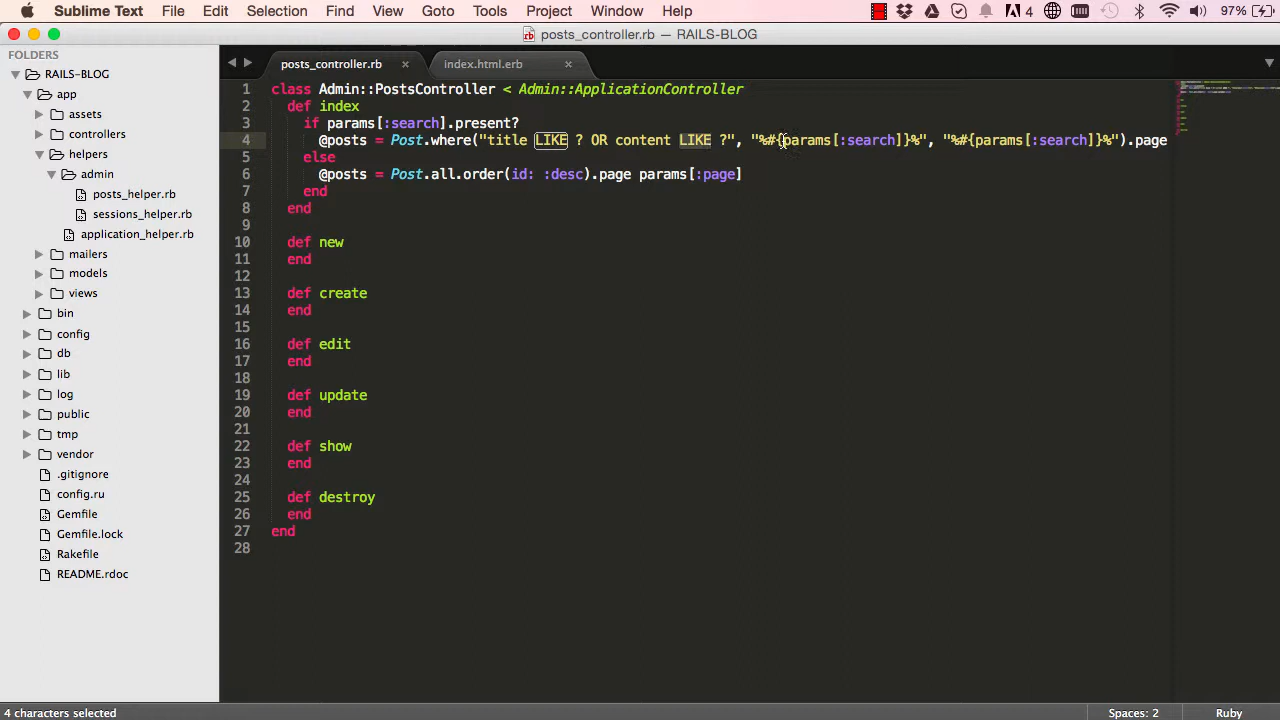 Sublime Text File Edit Selection Find View Goto Tools Project Window Help 4 97%
posts_controller.rb — RAILS-BLOG
FOLDERS
RAILS-BLOG
app
assets
controllers
helpers
admin
posts_helper.rb
sessions_helper.rb
application_helper.rb
mailers
models
views
bin
config
db
lib
log
public
tmp
vendor
.gitignore
config.ru
Gemfile
Gemfile.lock
Rakefile
README.rdoc
posts_controller.rb × index.html.erb ×
1 class Admin::PostsController < Admin::ApplicationController
2 def index
3 if params[:search].present?
4 @posts = Post.where("title LIKE ? OR content LIKE ?", "%#{params[:search]}%", "%#{params[:search]}%").page
5 else
6 @posts = Post.all.order(id: :desc).page params[:page]
7 end
8 end
9
10 def new
11 end
12
13 def create
14 end
15
16 def edit
17 end
18
19 def update
20 end
21
22 def show
23 end
24
25 def destroy
26 end
27 end
28
4 characters selected Spaces: 2 Ruby